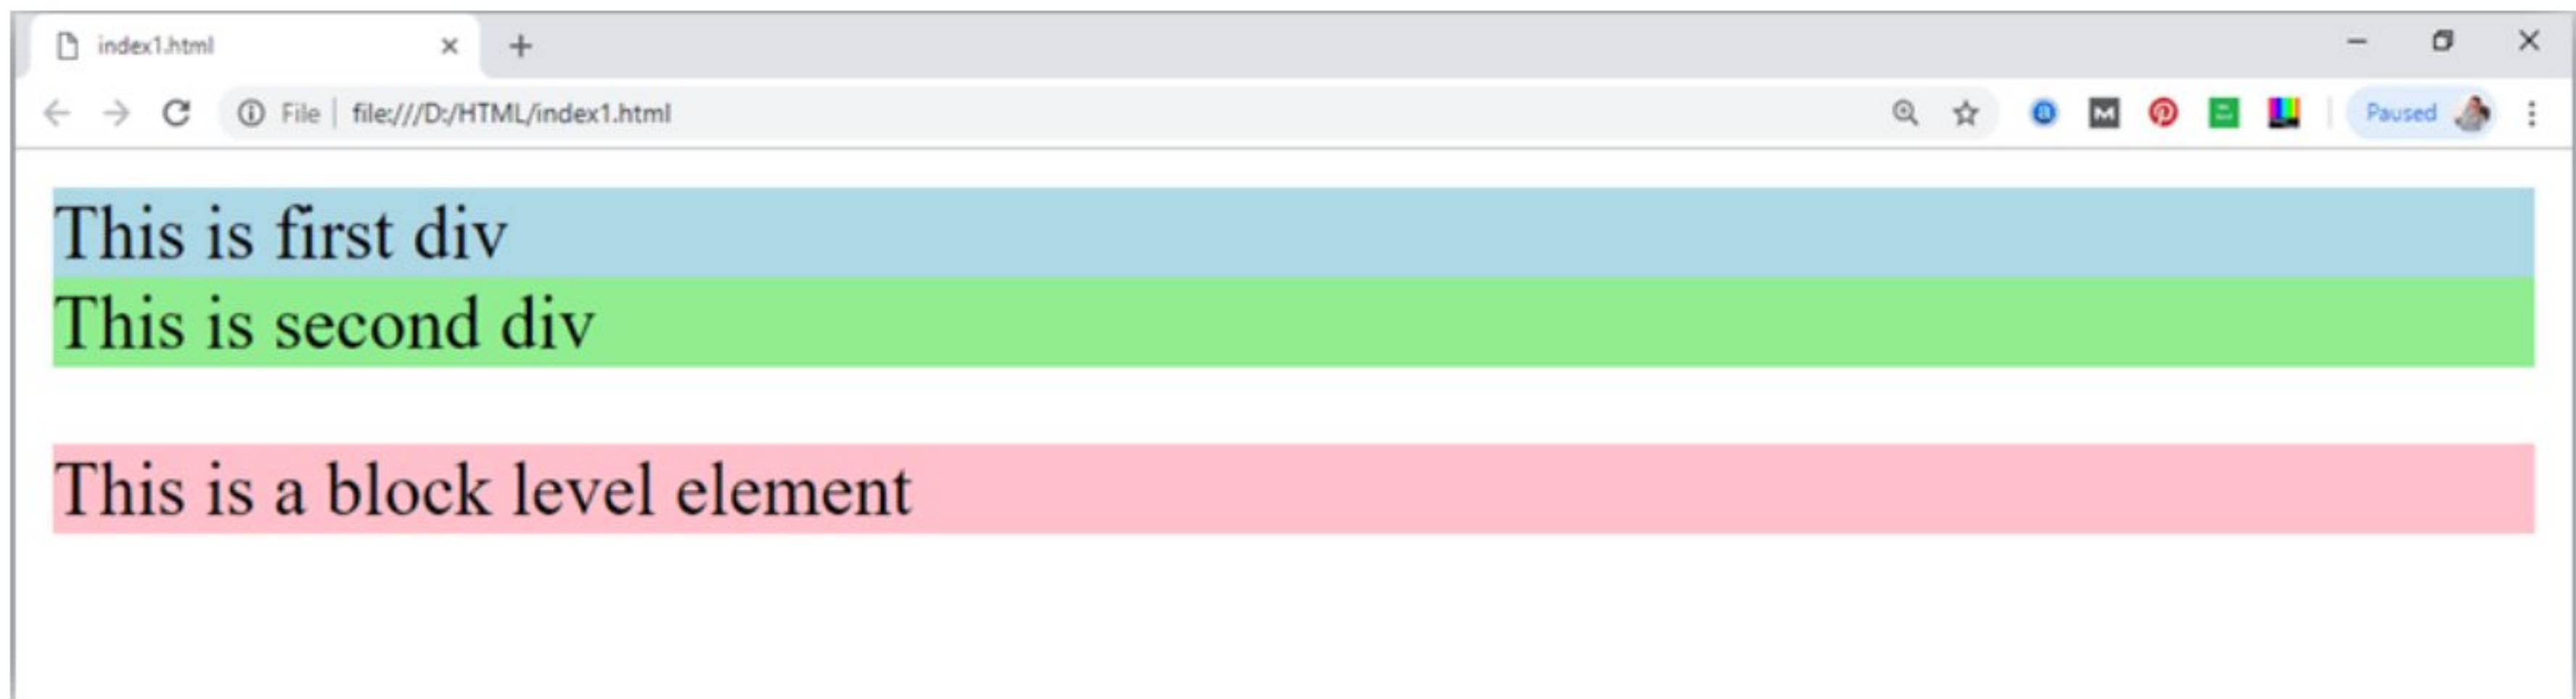 index1.html
File file:///D:/HTML/index1.html Paused
This is first div
This is second div
This is a block level element